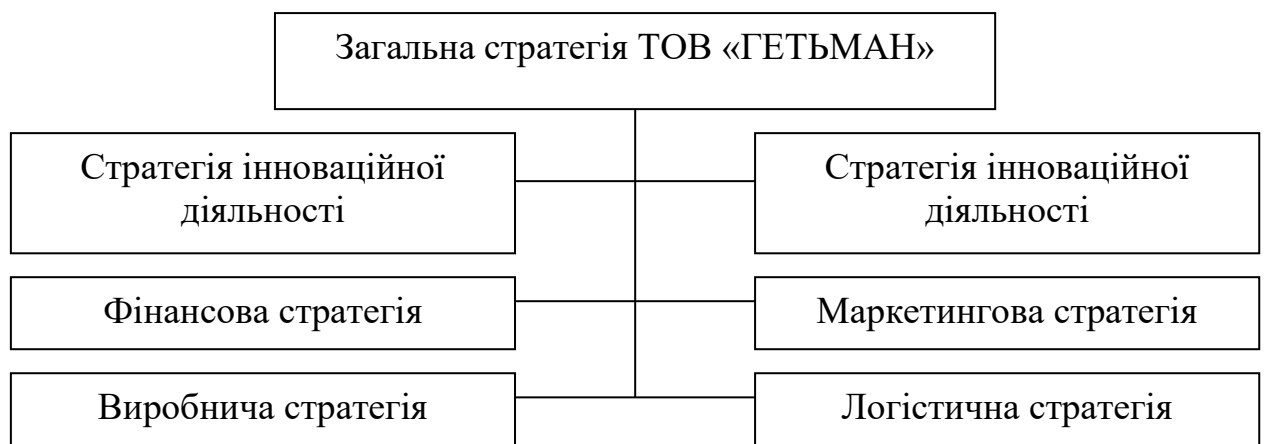 Загальна стратегія ТОВ «ГЕТЬМАН»
Стратегія інноваційної
діяльності
Стратегія інноваційної
діяльності
Фінансова стратегія
Маркетингова стратегія
Виробнича стратегія
Логістична стратегія